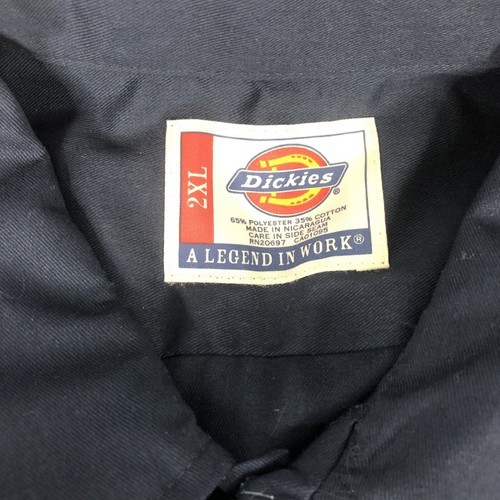 2XL
Dickies®
65% POLYESTER 35% COTTON
MADE IN NICARAGUA
CARE IN SIDE SEAM
RN20697 CA01095
A LEGEND IN WORK®